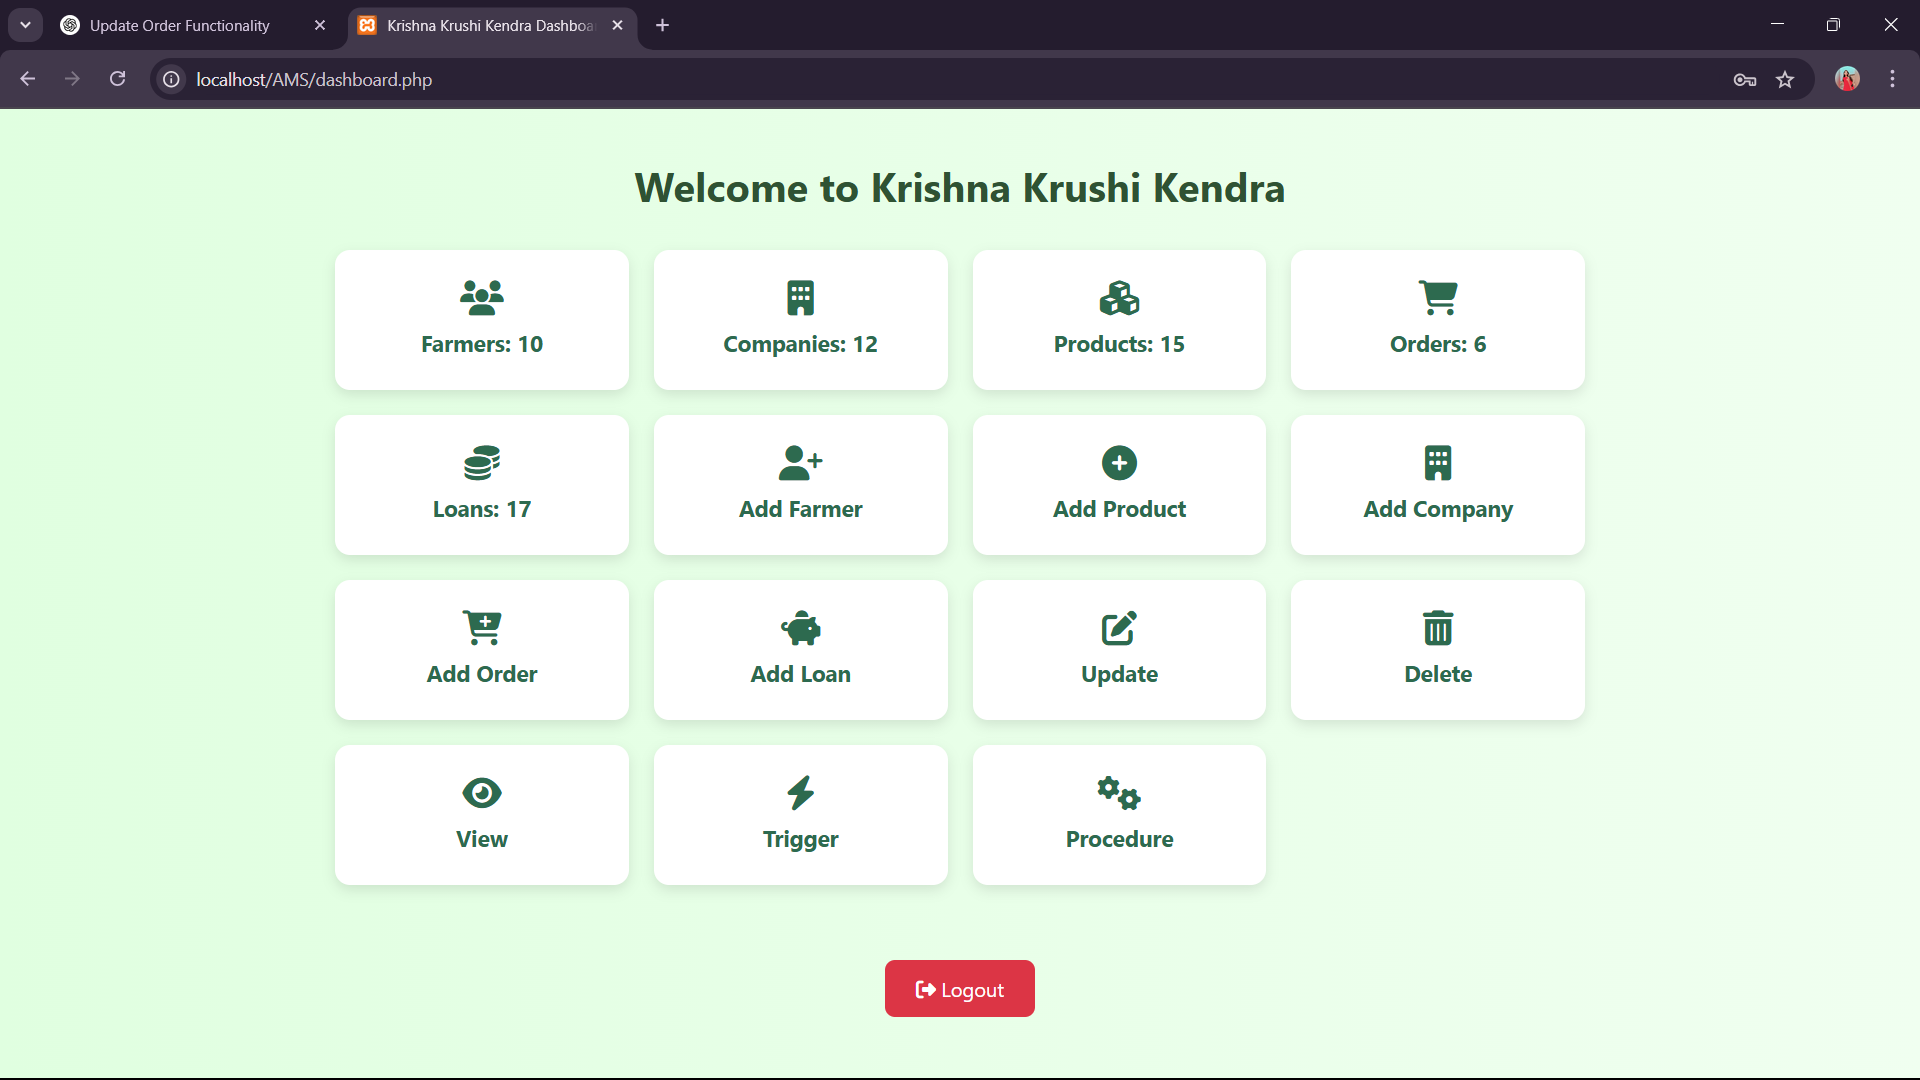 Update Order Functionality
Krishna Krushi Kendra Dashboa
localhost/AMS/dashboard.php
Welcome to Krishna Krushi Kendra
Farmers: 10
Companies: 12
Products: 15
Orders: 6
Loans: 17
Add Farmer
Add Product
Add Company
Add Order
Add Loan
Update
Delete
View
Trigger
Procedure
Logout